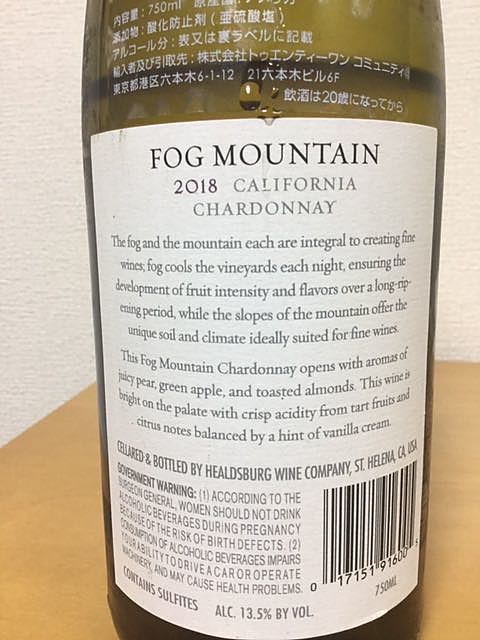 内容量:750ml 原産国:
添加物:酸化防止剤(亜硫酸塩)
アルコール分:表又は裏ラベルに記載
輸入者及び引取先:株式会社トゥエンティーワン コミュニティ
東京都港区六本木6-1-12 21六本木ビル6F
飲酒は20歳になってから
FOG MOUNTAIN
2018 CALIFORNIA
CHARDONNAY
The fog and the mountain each are integral to creating fine
wines; fog cools the vineyards each night, ensuring the
development of fruit intensity and flavors over a long-rip-
ening period, while the slopes of the mountain offer the
unique soil and climate ideally suited for fine wines.
This Fog Mountain Chardonnay opens with aromas of
juicy pear, green apple, and toasted almonds. This wine is
bright on the palate with crisp acidity from tart fruits and
citrus notes balanced by a hint of vanilla cream.
CELLARED & BOTTLED BY HEALDSBURG WINE COMPANY, ST. HELENA, CA, USA
GOVERNMENT WARNING: (1) ACCORDING TO THE
SURGEON GENERAL, WOMEN SHOULD NOT DRINK
ALCOHOLIC BEVERAGES DURING PREGNANCY
BECAUSE OF THE RISK OF BIRTH DEFECTS. (2)
CONSUMPTION OF ALCOHOLIC BEVERAGES IMPAIRS
YOUR ABILITY TO DRIVE A CAR OR OPERATE
MACHINERY, AND MAY CAUSE HEALTH PROBLEMS.
CONTAINS SULFITES
ALC. 13.5% BY VOL.
0 17151 91600 5
750ML